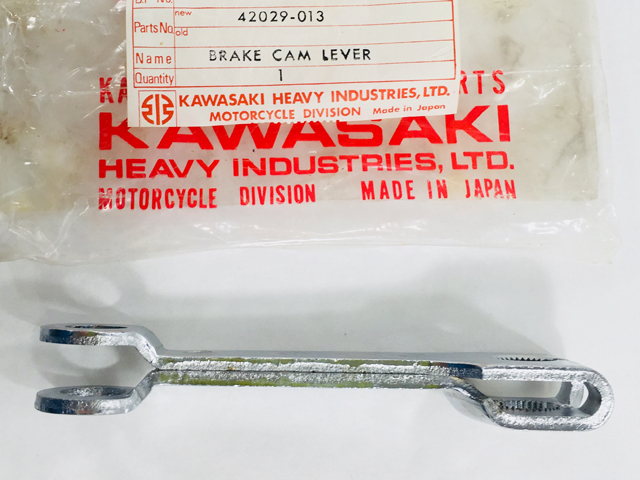 new
42029-013
Parts No.
old
Name BRAKE CAM LEVER
Quantity 1
KAWASAKI HEAVY INDUSTRIES, LTD.
MOTORCYCLE DIVISION Made in Japan
KAWASAKI
HEAVY INDUSTRIES, LTD.
MOTORCYCLE DIVISION MADE IN JAPAN